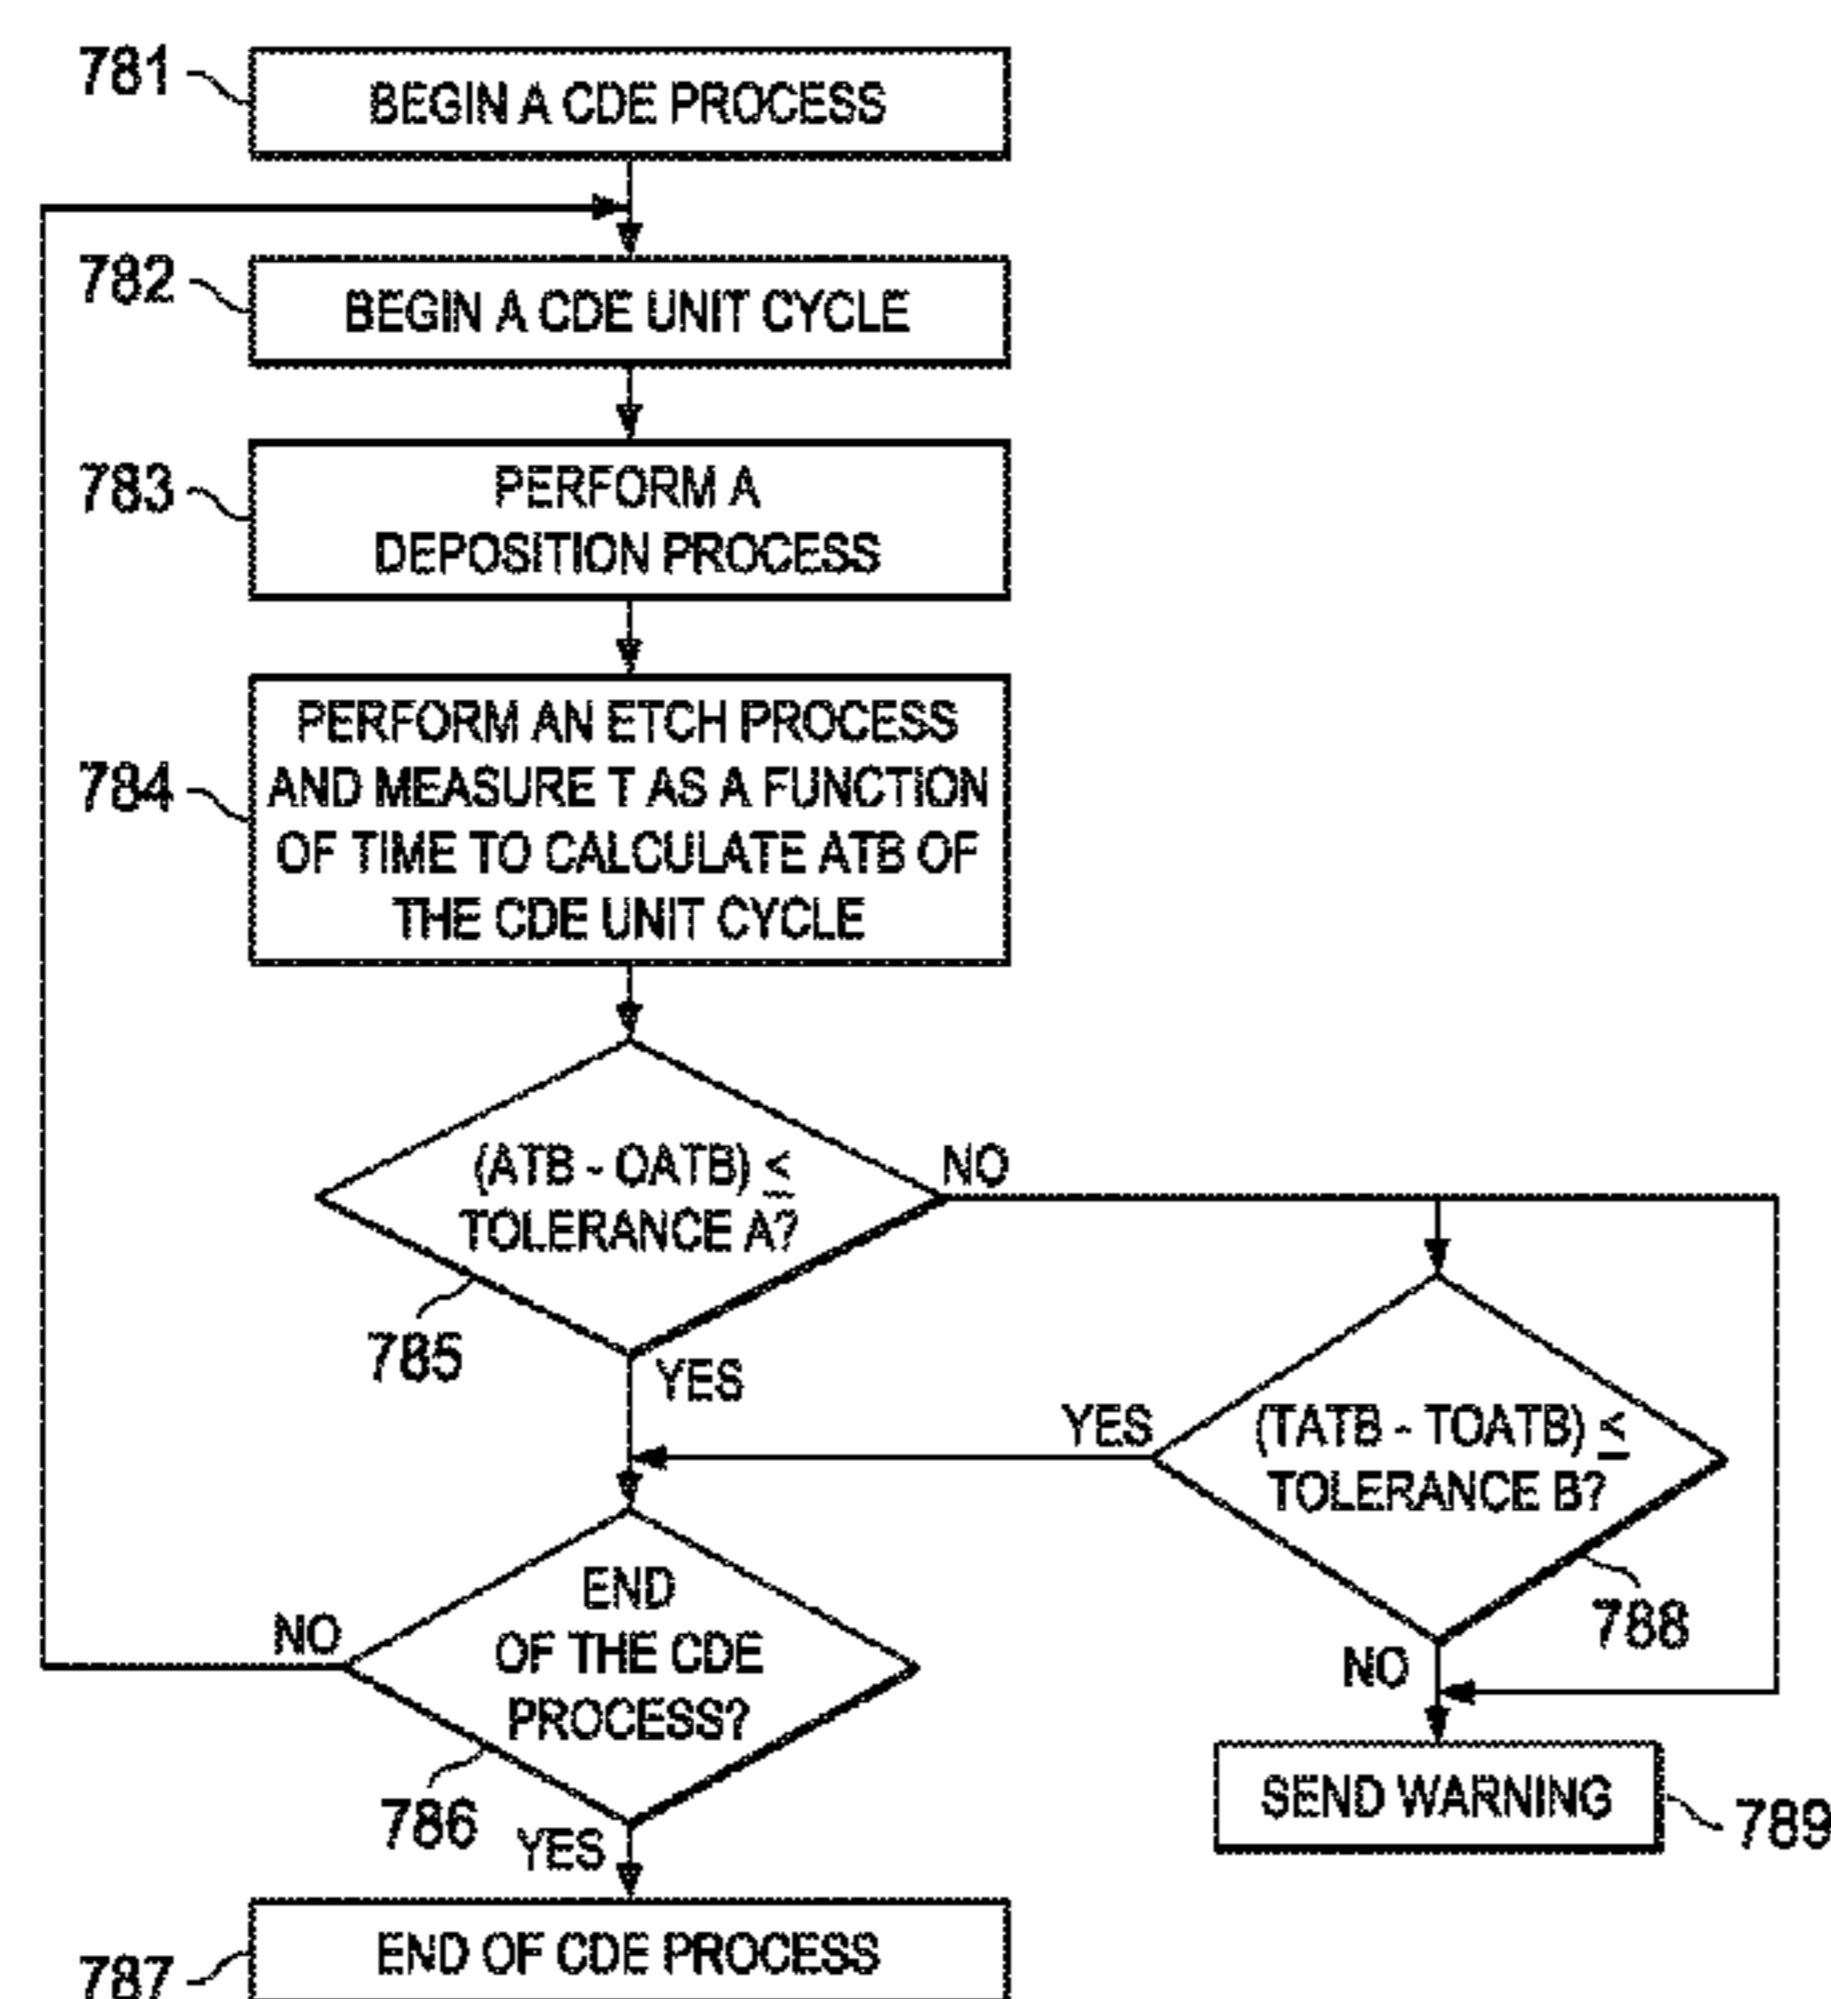 781
BEGIN A CDE PROCESS
782
BEGIN A CDE UNIT CYCLE
783
PERFORM A
DEPOSITION PROCESS
784
PERFORM AN ETCH PROCESS
AND MEASURE T AS A FUNCTION
OF TIME TO CALCULATE ATB OF
THE CDE UNIT CYCLE
(ATB - OATB) ≤
TOLERANCE A?
NO
785
YES
YES
(TATB - TOATB) ≤
TOLERANCE B?
788
NO
NO
END
OF THE CDE
PROCESS?
786
YES
SEND WARNING
789
END OF CDE PROCESS
787